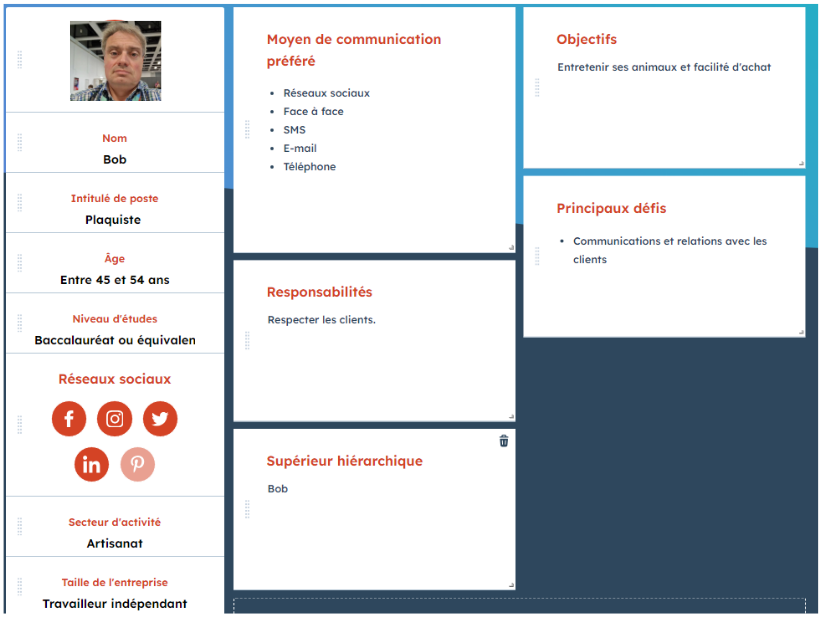 Nom
Bob
Intitulé de poste
Plaquiste
Âge
Entre 45 et 54 ans
Niveau d'études
Baccalauréat ou équivalen
Réseaux sociaux
Secteur d'activité
Artisanat
Taille de l'entreprise
Travailleur indépendant
Moyen de communication
préféré
Réseaux sociaux
Face à face
SMS
E-mail
Téléphone
Responsabilités
Respecter les clients.
Supérieur hiérarchique
Bob
Objectifs
Entretenir ses animaux et facilité d'achat
Principaux défis
Communications et relations avec les
clients